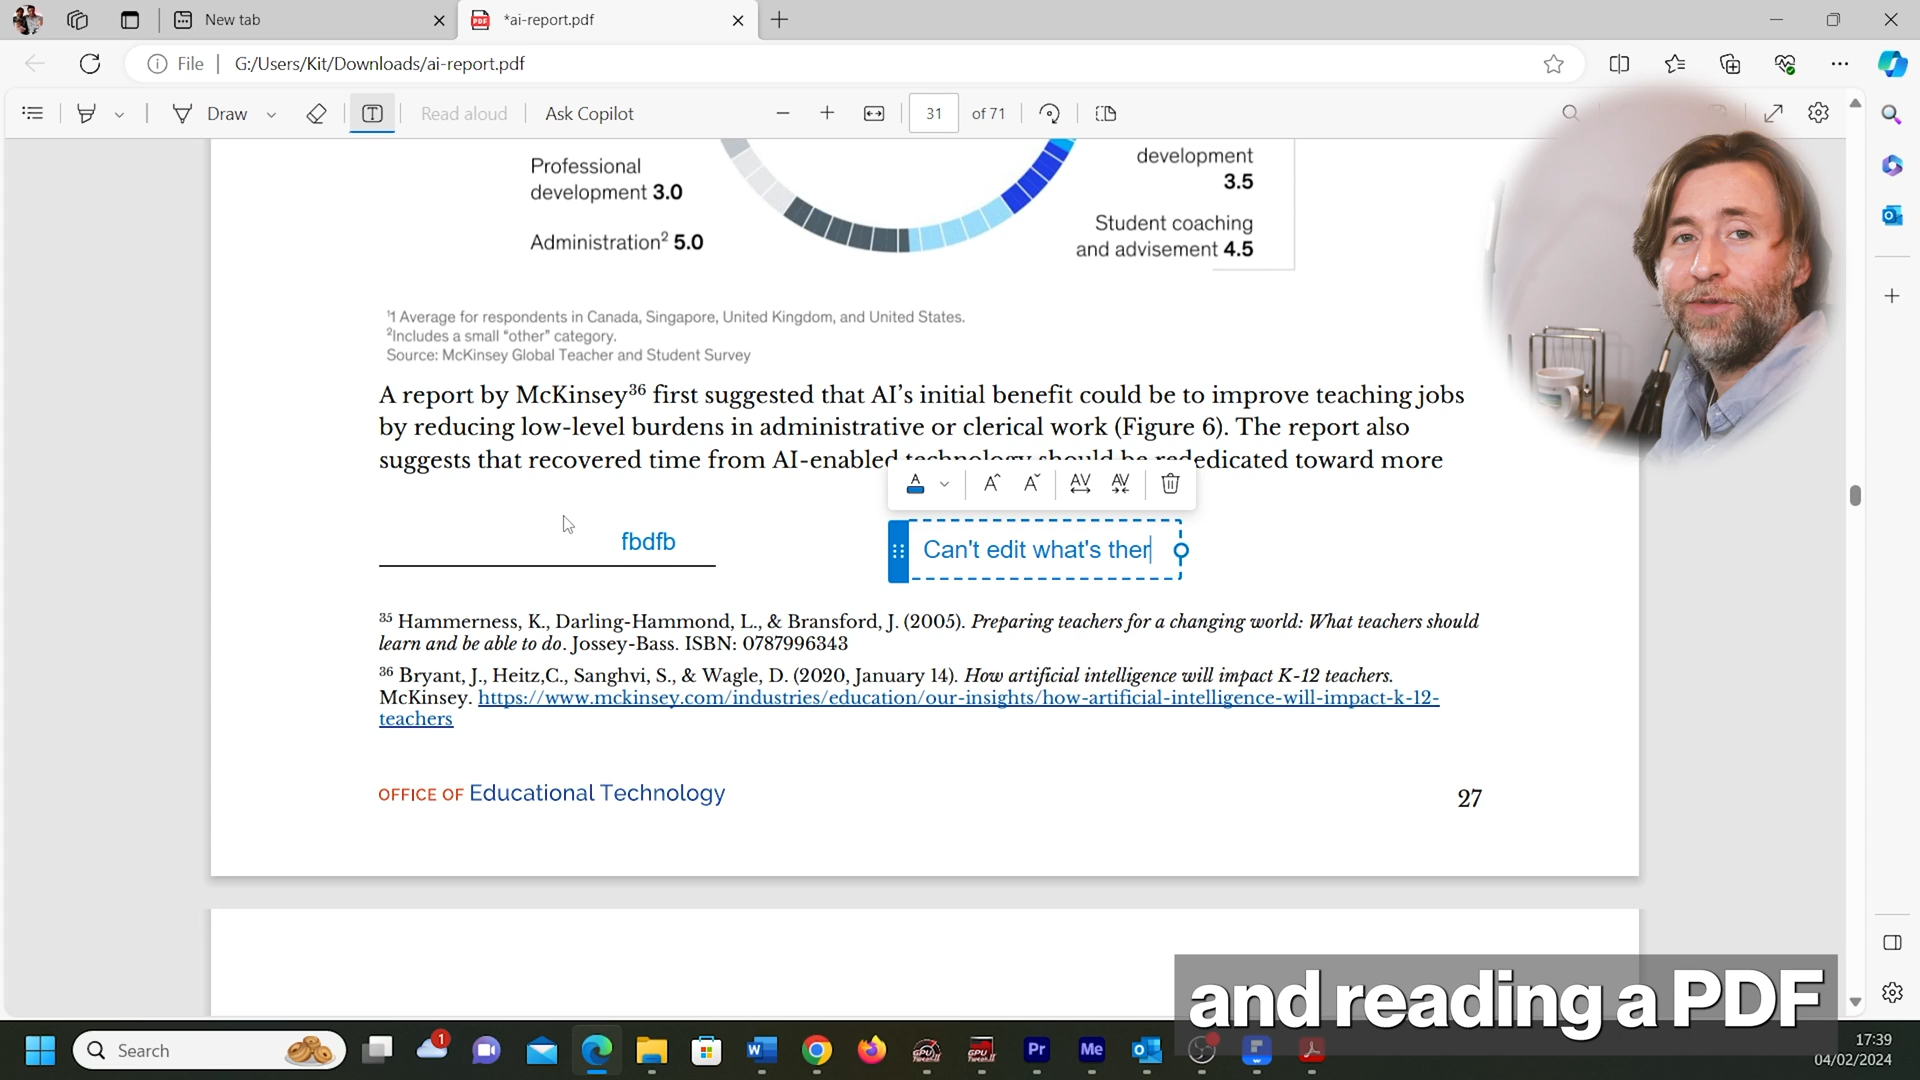 New tab
*ai-report.pdf
File
G:/Users/Kit/Downloads/ai-report.pdf
Draw
Read aloud
Ask Copilot
31
of 71
Professional
development 3.0
Administration² 5.0
development
3.5
Student coaching
and advisement 4.5
¹1 Average for respondents in Canada, Singapore, United Kingdom, and United States.
²Includes a small "other" category.
Source: McKinsey Global Teacher and Student Survey
A report by McKinsey³⁶ first suggested that AI's initial benefit could be to improve teaching jobs
by reducing low-level burdens in administrative or clerical work (Figure 6). The report also
suggests that recovered time from AI-enabled technology should be rededicated toward more
fbdfb
Can't edit what's ther
³⁵ Hammerness, K., Darling-Hammond, L., & Bransford, J. (2005). Preparing teachers for a changing world: What teachers should
learn and be able to do. Jossey-Bass. ISBN: 0787996343
³⁶ Bryant, J., Heitz,C., Sanghvi, S., & Wagle, D. (2020, January 14). How artificial intelligence will impact K-12 teachers.
McKinsey. https://www.mckinsey.com/industries/education/our-insights/how-artificial-intelligence-will-impact-k-12-
teachers
OFFICE OF Educational Technology
27
and reading a PDF
Search
1
17:39
04/02/2024